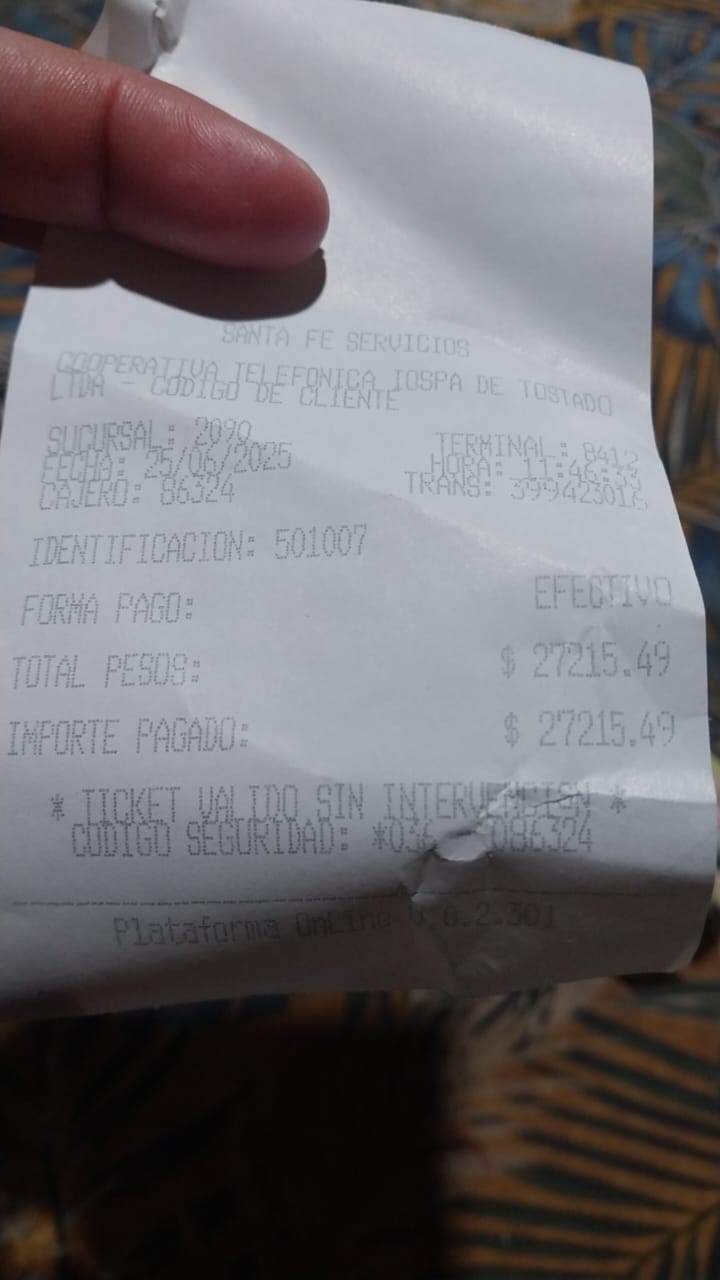 SANTA FE SERVICIOS
COOPERATIVA TELEFONICA IOSPA DE TOSTADO
LTDA - CODIGO DE CLIENTE
SUCURSAL: 2090 TERMINAL: 8412
FECHA: 25/06/2025 HORA: 11:46:33
CAJERO: 86324 TRANS:
IDENTIFICACION: 501007
FORMA PAGO: EFECTIVO
TOTAL PESOS: $ 27215.49
IMPORTE PAGADO: $ 27215.49
* TICKET VALIDO SIN INTERVENCION *
CODIGO SEGURIDAD:
Plataforma OnLine